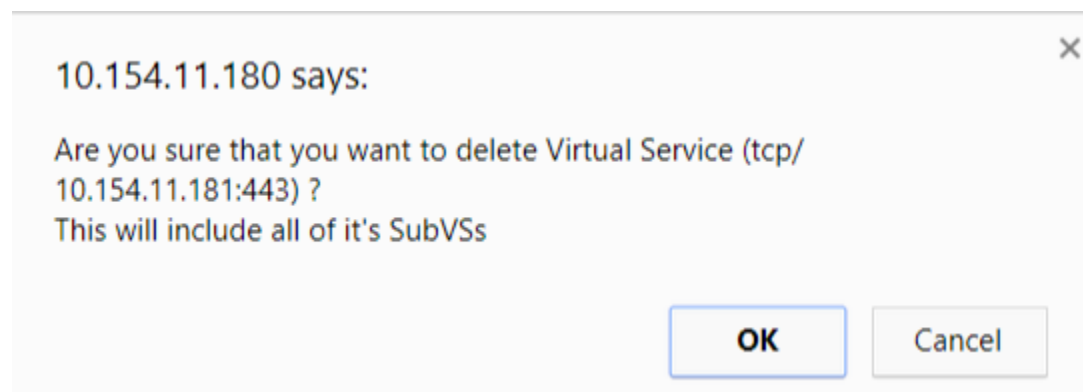 10.154.11.180 says:
Are you sure that you want to delete Virtual Service (tcp/
10.154.11.181:443) ?
This will include all of it's SubVSs
OK Cancel